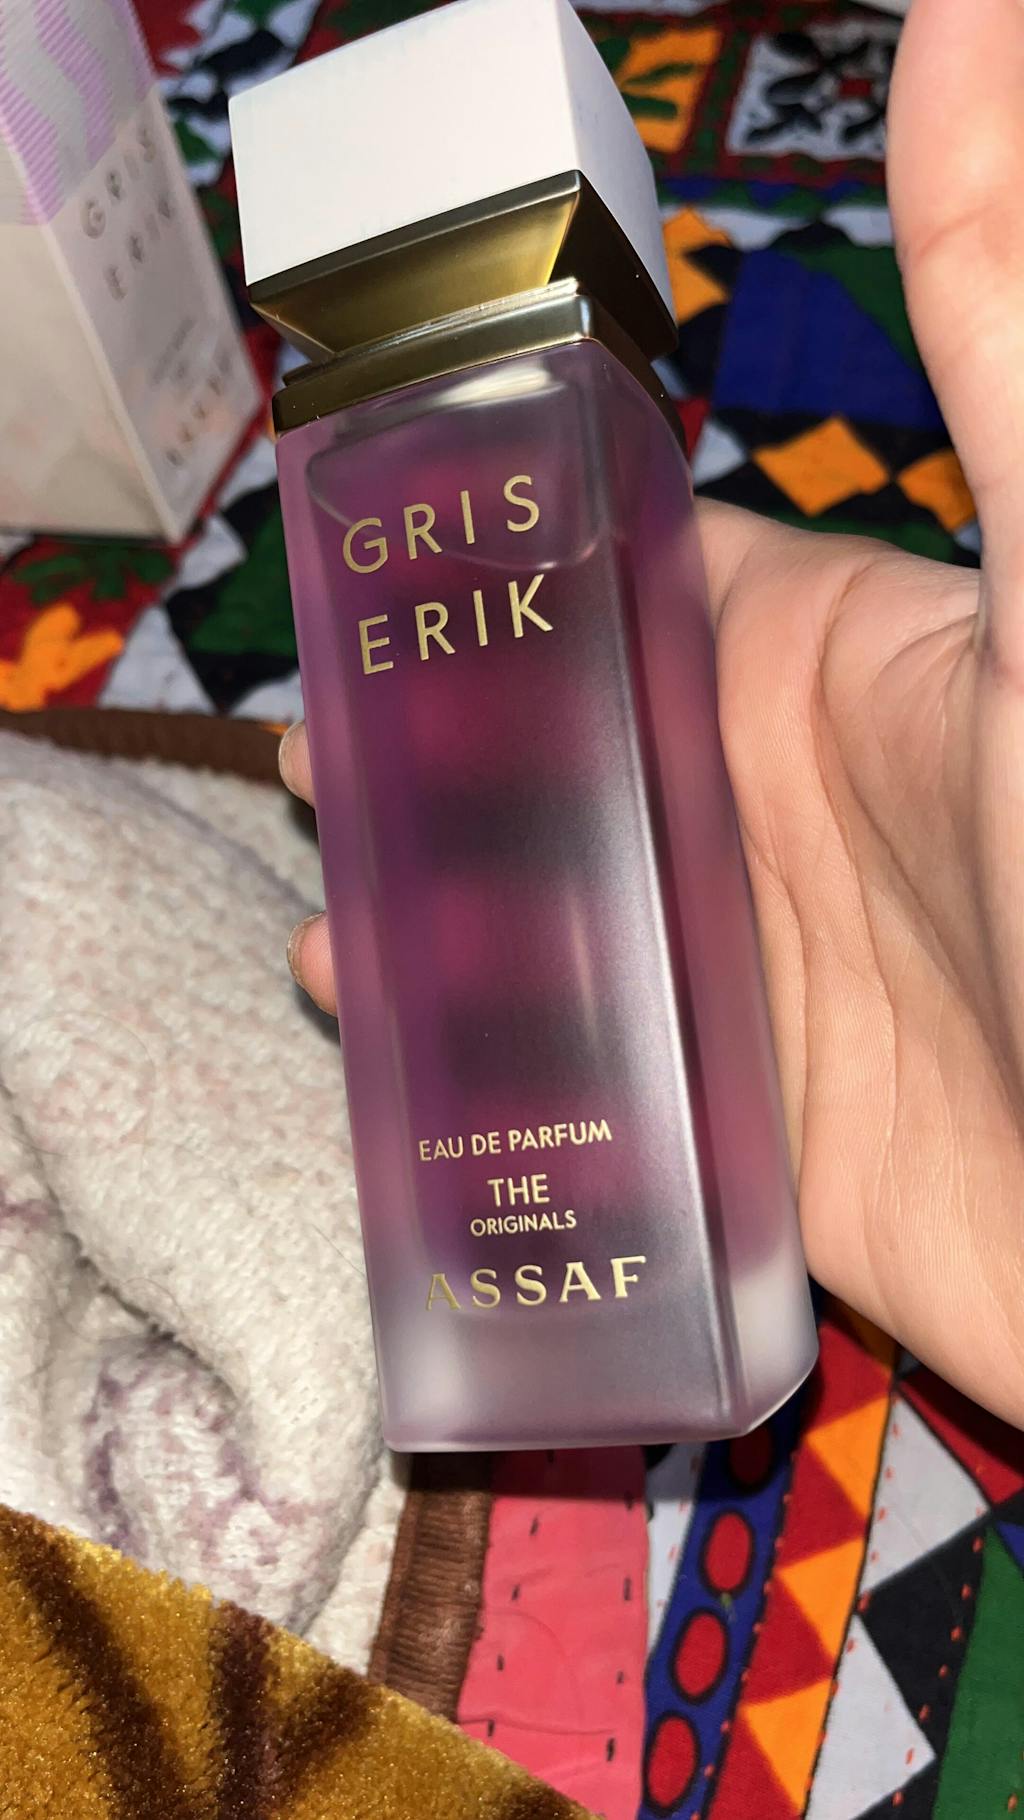 GRIS
ERIK
GRIS
ERIK
EAU DE PARFUM
THE
ORIGINALS
ASSAF